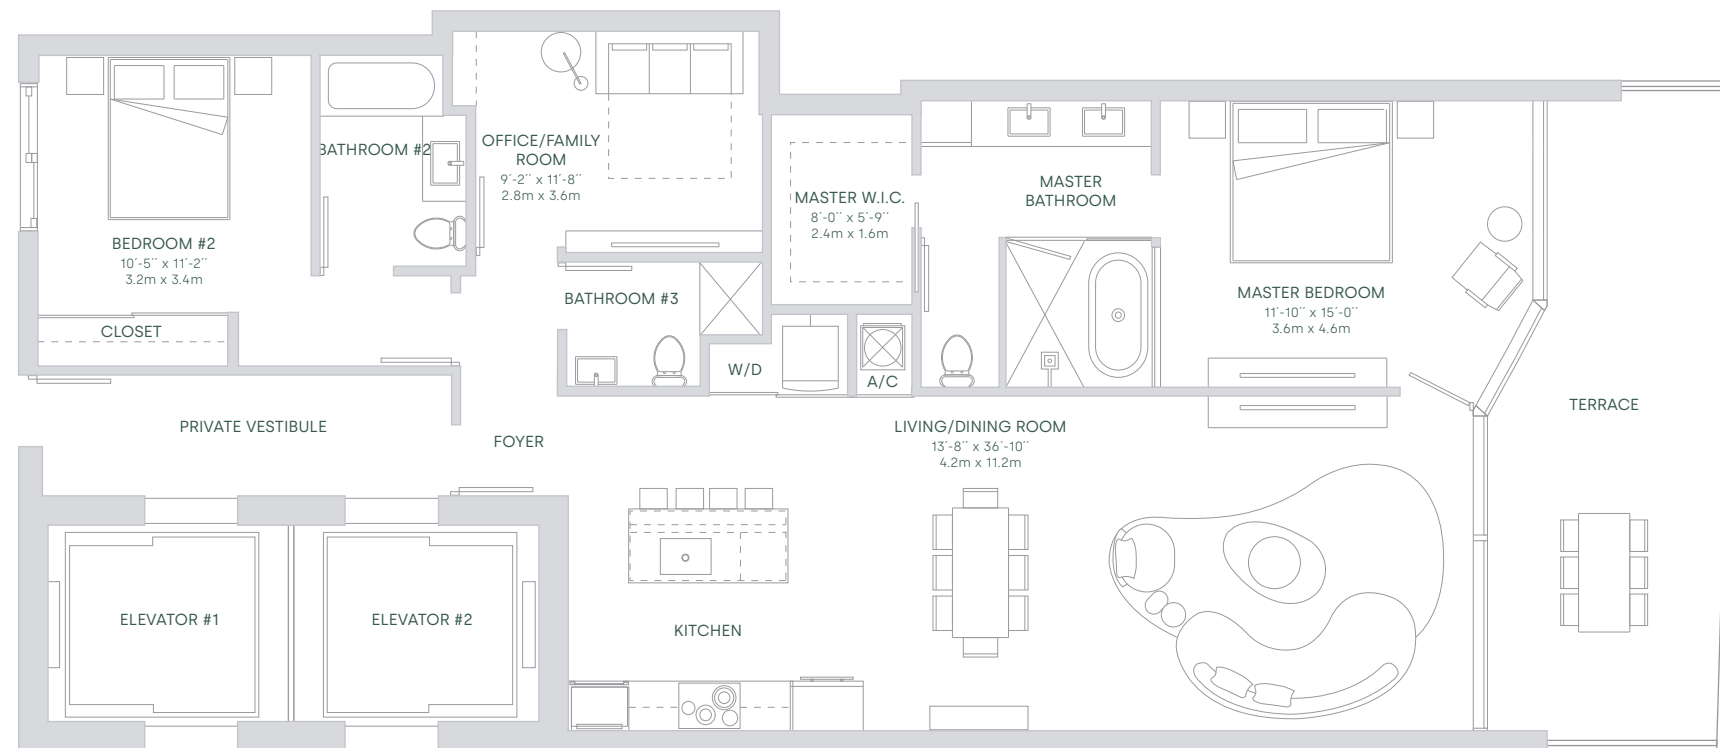 BATHROOM #2
OFFICE/FAMILY
ROOM
9´-2´´ x 11´-8´´
2.8m x 3.6m
MASTER W.I.C.
8´-0´´ x 5´-9´´
2.4m x 1.6m
MASTER
BATHROOM
BEDROOM #2
10´-5´´ x 11´-2´´
3.2m x 3.4m
BATHROOM #3
MASTER BEDROOM
11´-10´´ x 15´-0´´
3.6m x 4.6m
CLOSET
W/D
A/C
TERRACE
PRIVATE VESTIBULE
FOYER
LIVING/DINING ROOM
13´-8´´ x 36´-10´´
4.2m x 11.2m
ELEVATOR #1
ELEVATOR #2
KITCHEN